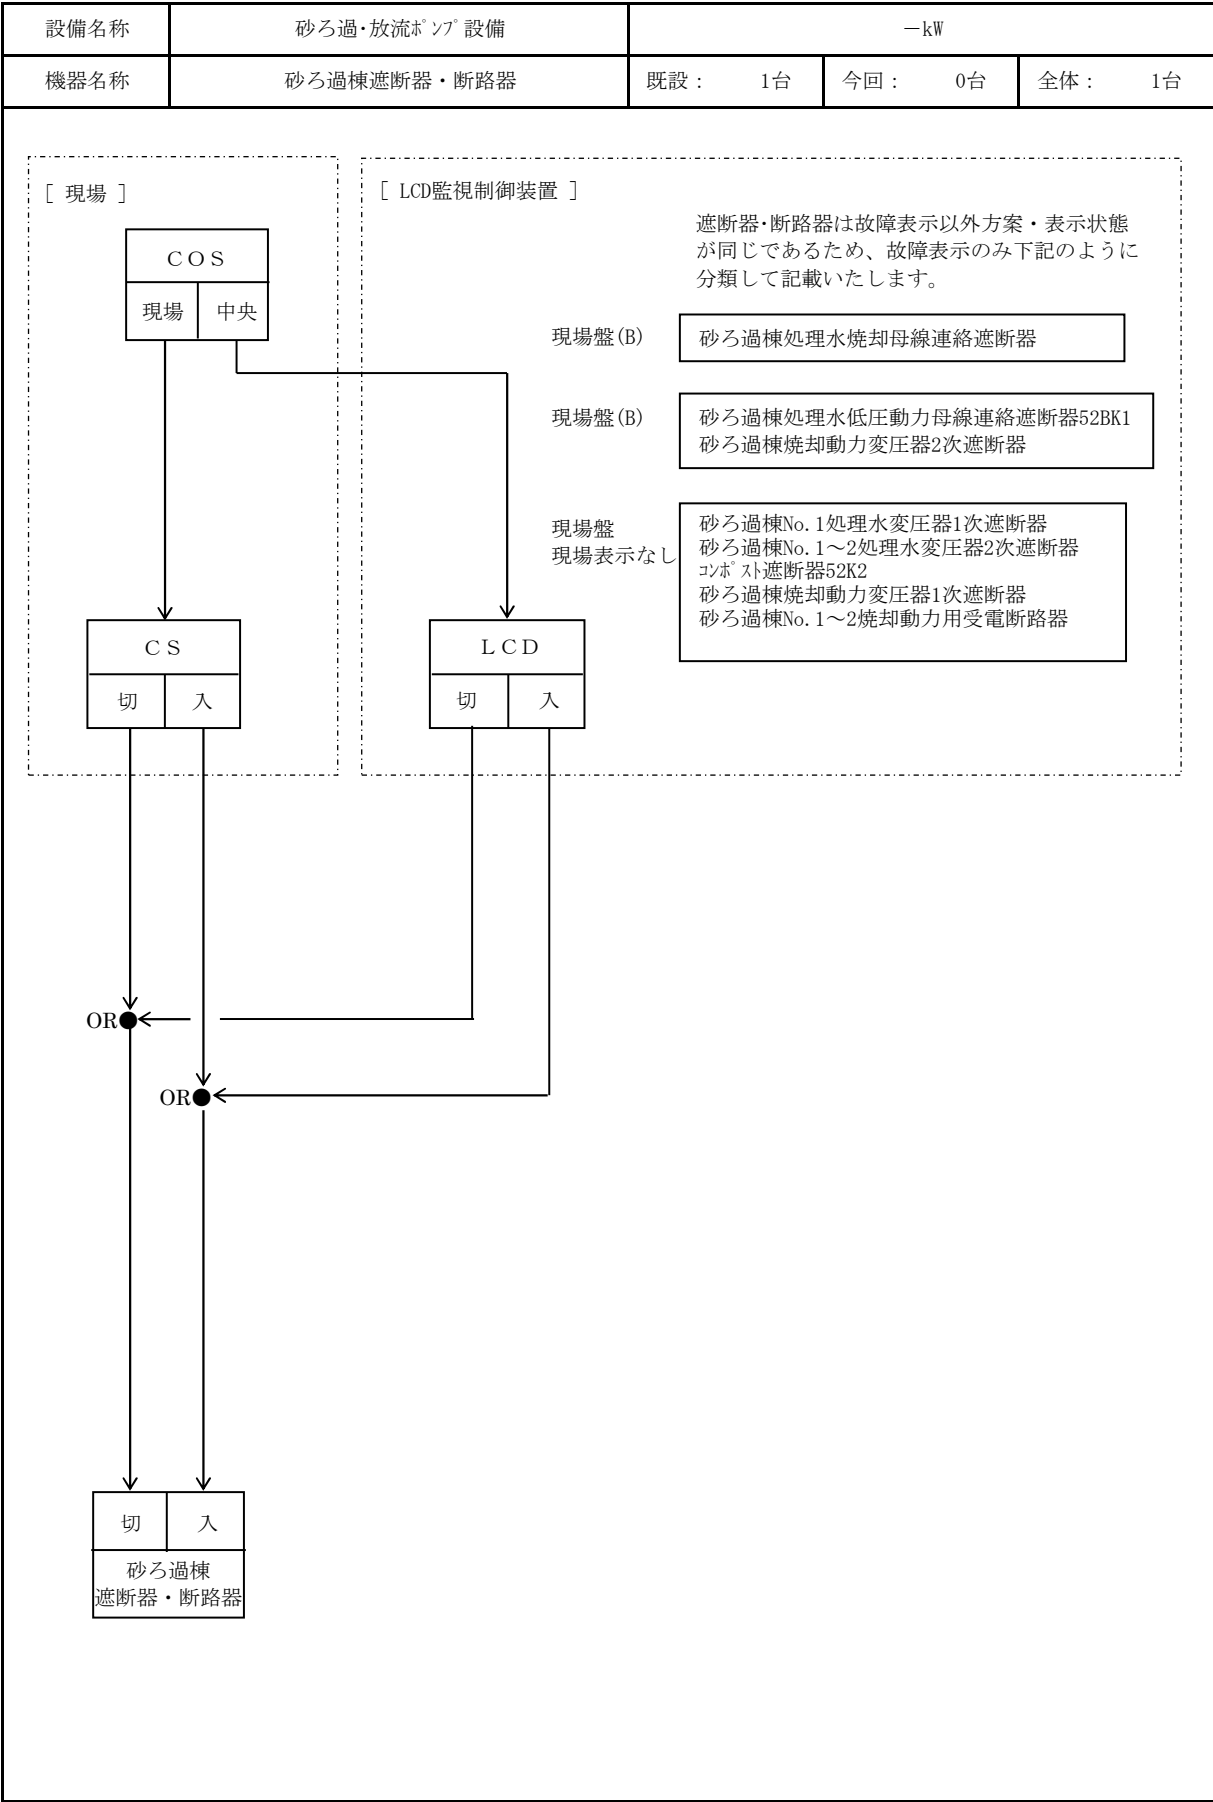 設備名称 砂ろ過・放流ﾎﾟﾝﾌﾟ設備 －kW
機器名称 砂ろ過棟遮断器・断路器 既設： 1台 今回： 0台 全体： 1台
[ 現場 ]
[ LCD監視制御装置 ]
遮断器・断路器は故障表示以外方案・表示状態
が同じであるため、故障表示のみ下記のように
分類して記載いたします。
ＣＯＳ
現場 中央
現場盤(B)
砂ろ過棟処理水焼却母線連絡遮断器
現場盤(B)
砂ろ過棟処理水低圧動力母線連絡遮断器52BK1
砂ろ過棟焼却動力変圧器2次遮断器
現場盤
現場表示なし
砂ろ過棟No.1処理水変圧器1次遮断器
砂ろ過棟No.1～2処理水変圧器2次遮断器
ｺﾝﾎﾟｽﾄ遮断器52K2
砂ろ過棟焼却動力変圧器1次遮断器
砂ろ過棟No.1～2焼却動力用受電断路器
ＣＳ
切 入
ＬＣＤ
切 入
OR
OR
切 入
砂ろ過棟
遮断器・断路器